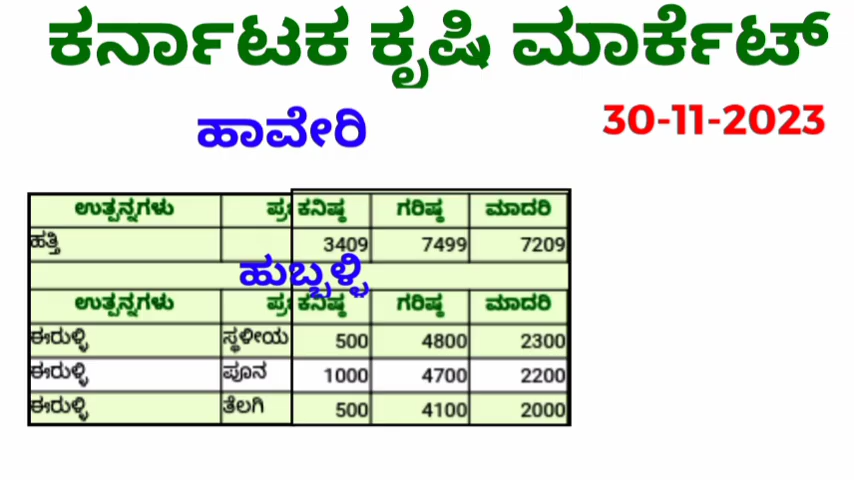 ಕರ್ನಾಟಕ ಕೃಷಿ ಮಾರ್ಕೆಟ್
ಹಾವೇರಿ 30-11-2023
ಉತ್ಪನ್ನಗಳು ಕನಿಷ್ಠ ಗರಿಷ್ಠ ಮಾದರಿ
ಹತ್ತಿ 3409 7499 7209
ಹುಬ್ಬಳ್ಳಿ
ಉತ್ಪನ್ನಗಳು ಕನಿಷ್ಠ ಗರಿಷ್ಠ ಮಾದರಿ
ಈರುಳ್ಳಿ ಸ್ಥಳೀಯ 500 4800 2300
ಈರುಳ್ಳಿ ಪೂನ 1000 4700 2200
ಈರುಳ್ಳಿ ತೆಲಗಿ 500 4100 2000